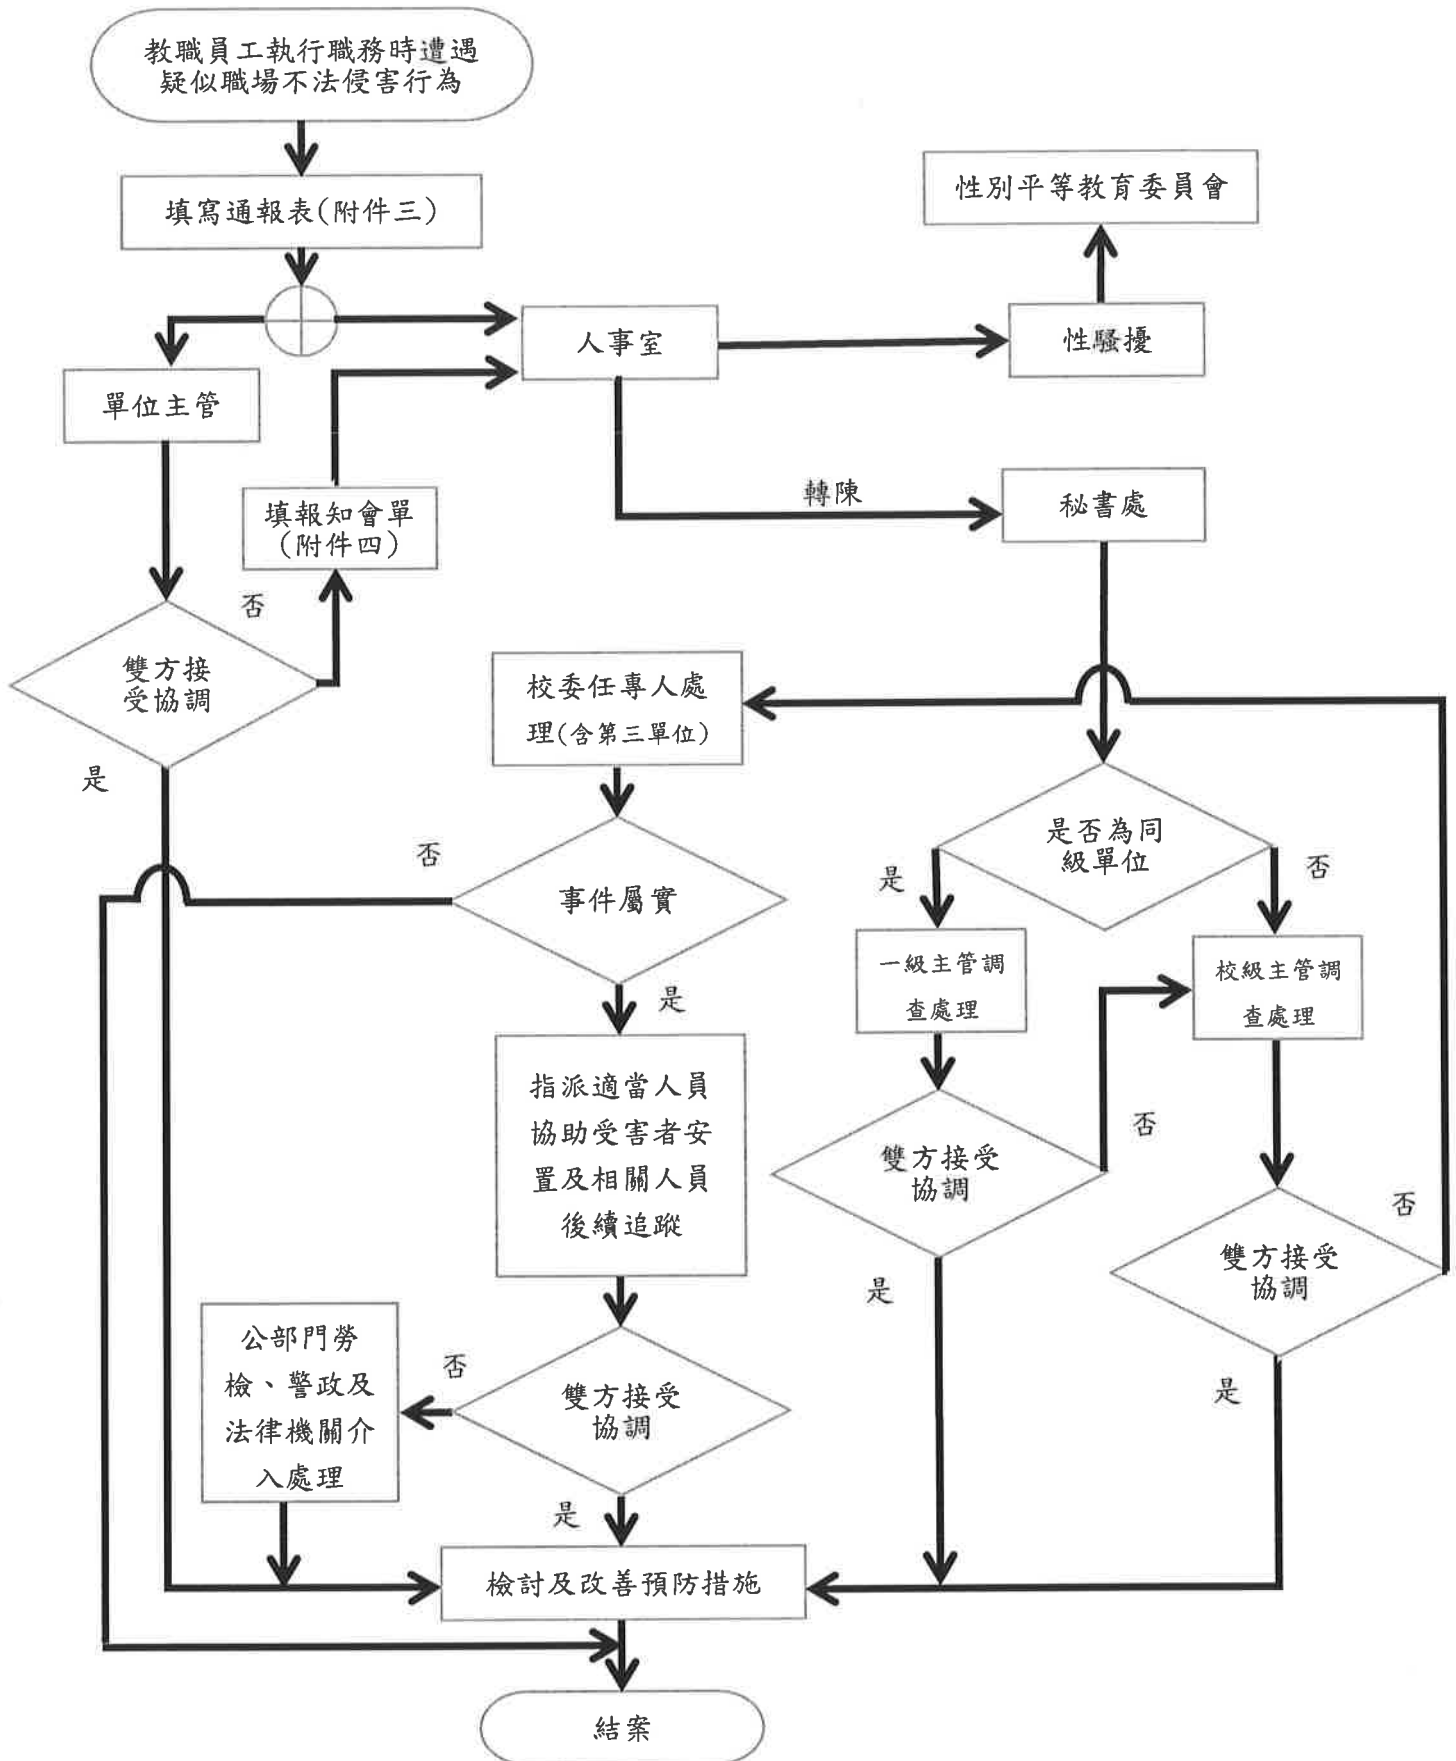 教職員工執行職務時遭遇
疑似職場不法侵害行為
填寫通報表(附件三)
性別平等教育委員會
人事室
性騷擾
單位主管
填報知會單
(附件四)
轉陳
秘書處
否
雙方接
受協調
是
校委任專人處
理(含第三單位)
是否為同
級單位
否
事件屬實
是
是
否
一級主管調
查處理
校級主管調
查處理
指派適當人員
協助受害者安
置及相關人員
後續追蹤
雙方接受
協調
否
是
雙方接受
協調
否
是
公部門勞
檢、警政及
法律機關介
入處理
否
雙方接受
協調
是
檢討及改善預防措施
結案